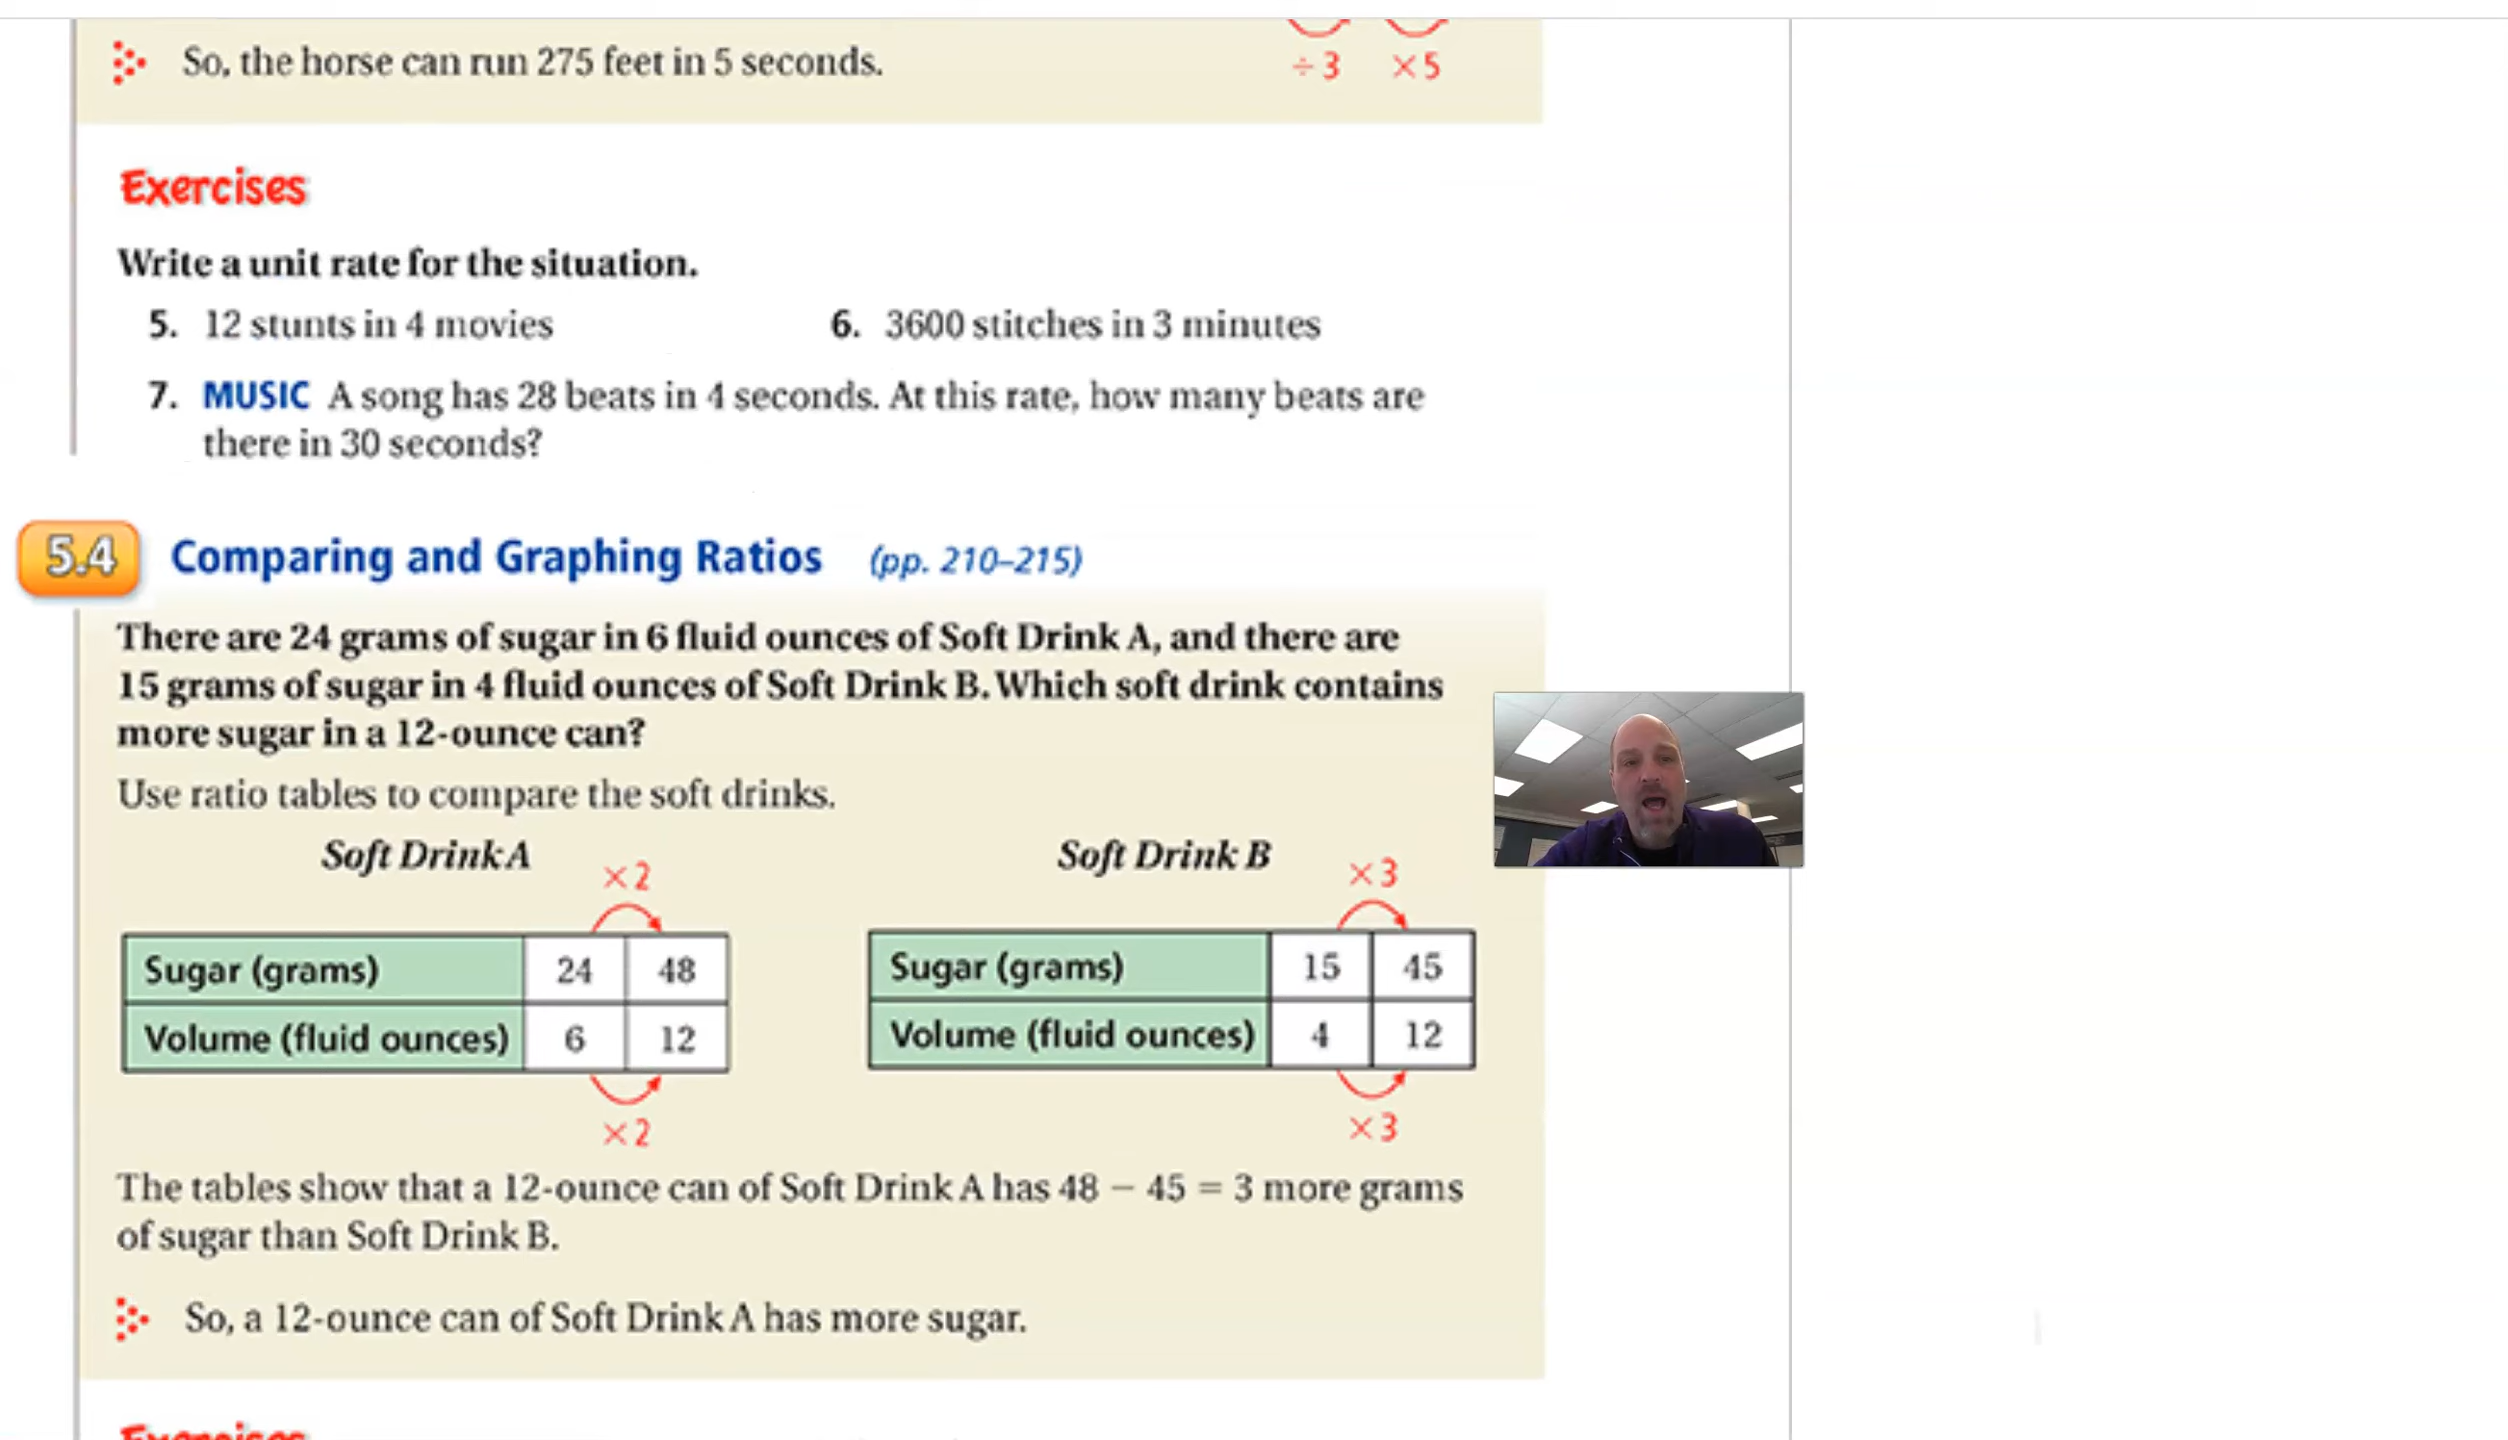 So, the horse can run 275 feet in 5 seconds.
÷3 ×5
Exercises
Write a unit rate for the situation.
5. 12 stunts in 4 movies
6. 3600 stitches in 3 minutes
7. MUSIC A song has 28 beats in 4 seconds. At this rate, how many beats are
there in 30 seconds?
5.4 Comparing and Graphing Ratios (pp. 210–215)
There are 24 grams of sugar in 6 fluid ounces of Soft Drink A, and there are
15 grams of sugar in 4 fluid ounces of Soft Drink B. Which soft drink contains
more sugar in a 12-ounce can?
Use ratio tables to compare the soft drinks.
Soft Drink A
×2
Sugar (grams) 24 48
Volume (fluid ounces) 6 12
×2
Soft Drink B
×3
Sugar (grams) 15 45
Volume (fluid ounces) 4 12
×3
The tables show that a 12-ounce can of Soft Drink A has 48 − 45 = 3 more grams
of sugar than Soft Drink B.
So, a 12-ounce can of Soft Drink A has more sugar.
Exercises